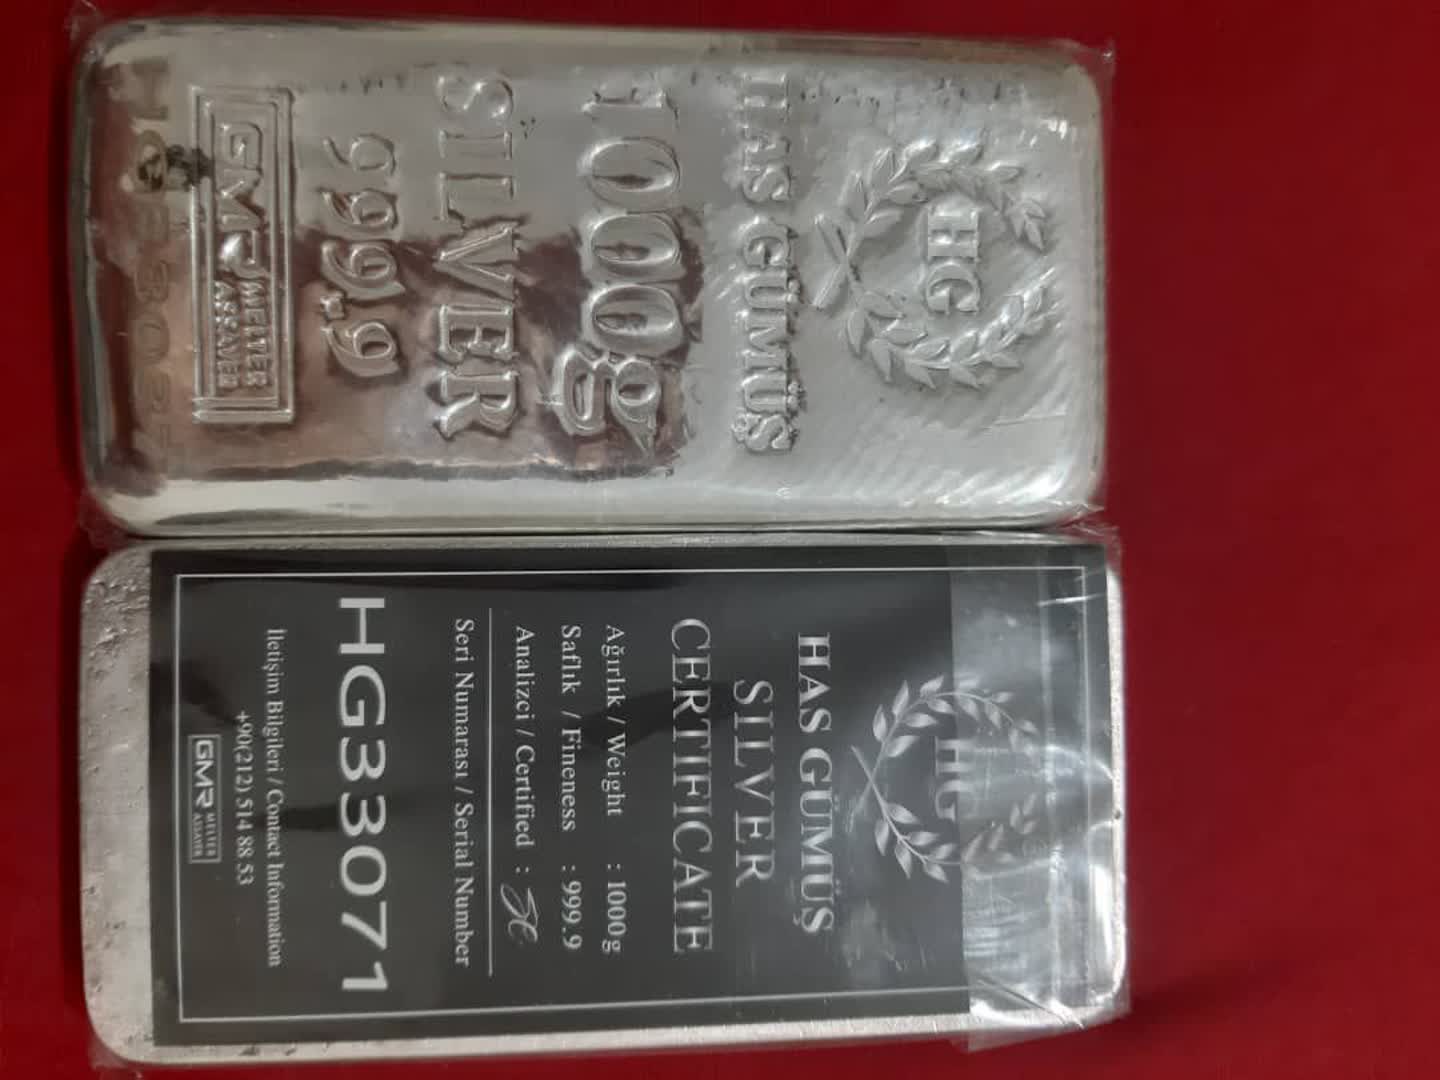 HG
HAS GÜMÜŞ
1000g
SILVER
999,9
GMR MELTER
ASSAYER
HG
HAS GÜMÜŞ
SILVER
CERTIFICATE
Ağırlık / Weight : 1000g
Saflık / Fineness : 999.9
Analizci / Certified :
Seri Numarası / Serial Number
HG33071
İletişim Bilgileri / Contact Information
+90(212) 514 88 53
GMR MELTER
ASSAYER